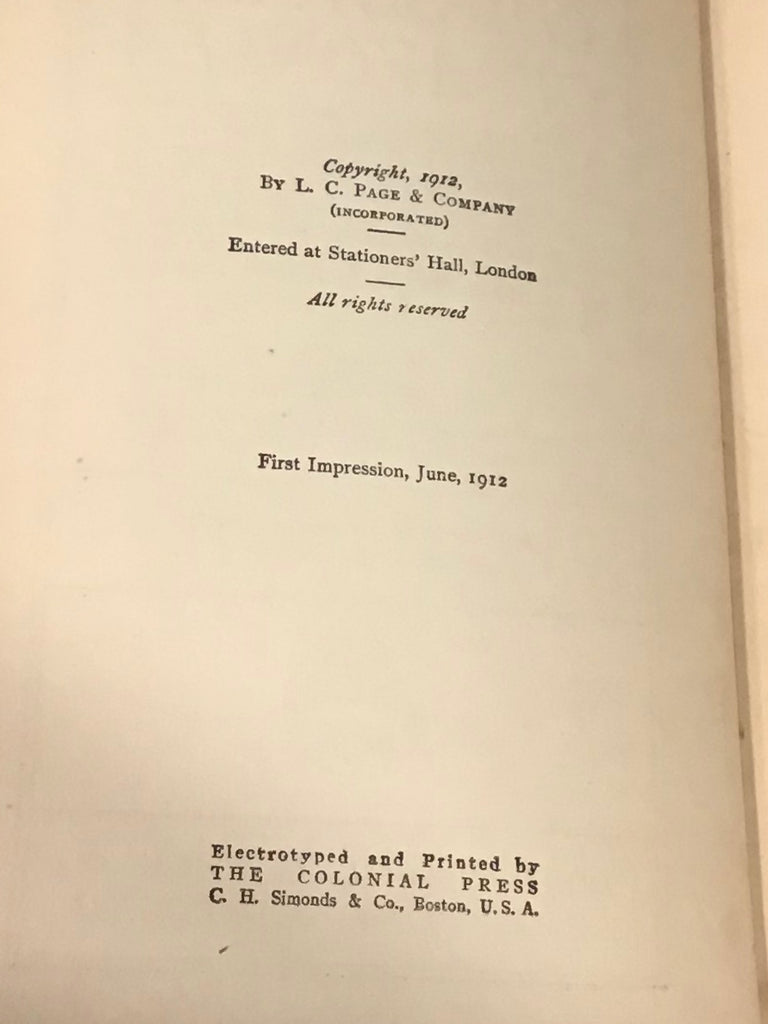 Copyright, 1912,
By L. C. Page & Company
(INCORPORATED)
Entered at Stationers' Hall, London
All rights reserved
First Impression, June, 1912
Electrotyped and Printed by
THE COLONIAL PRESS
C. H. Simonds & Co., Boston, U. S. A.